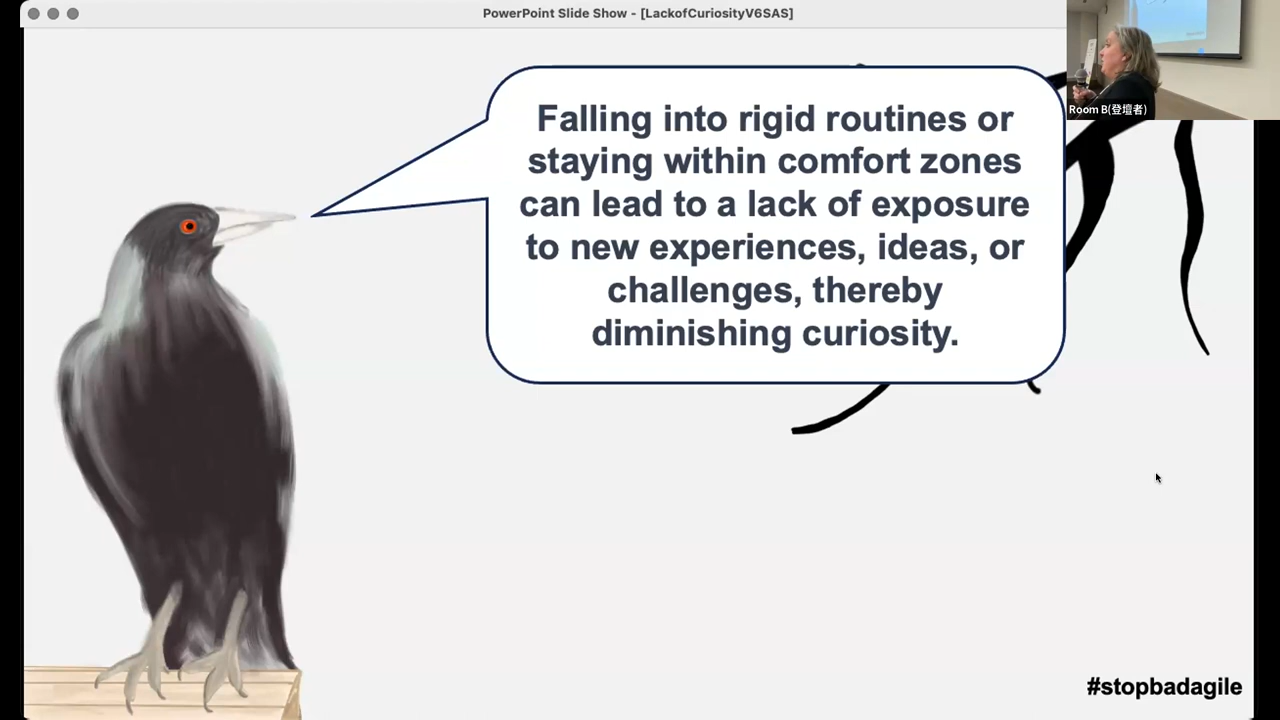 PowerPoint Slide Show - [LackofCuriosityV6SAS]
Room B(登壇者)
Falling into rigid routines or
staying within comfort zones
can lead to a lack of exposure
to new experiences, ideas, or
challenges, thereby
diminishing curiosity.
#stopbadagile